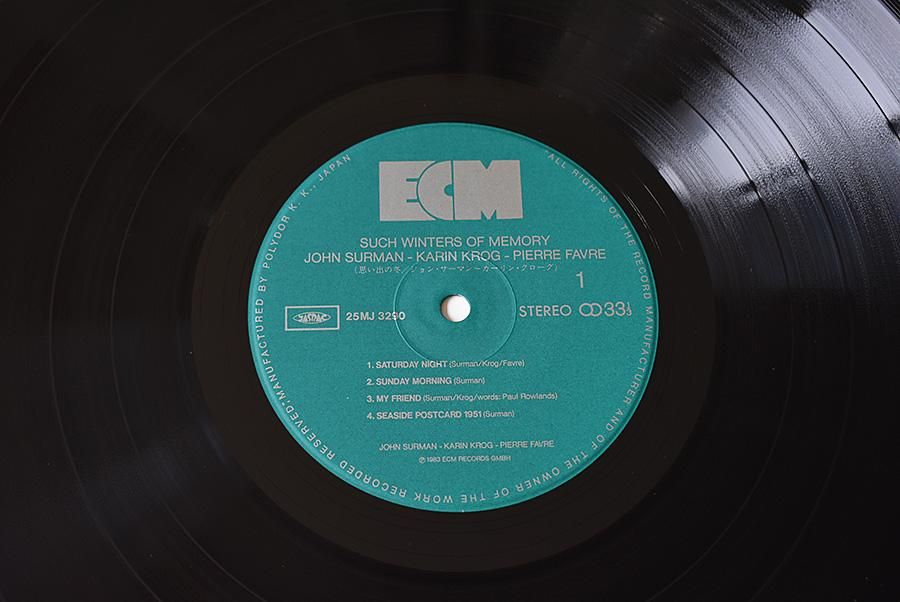 ECM
SUCH WINTERS OF MEMORY
JOHN SURMAN - KARIN KROG - PIERRE FAVRE
(思い出の冬/ジョン・サーマン〜カーリン・クローグ)
1
JASRAC
25MJ 3290
STEREO 33 1/3
1. SATURDAY NIGHT (Surman/Krog/Favre)
2. SUNDAY MORNING (Surman)
3. MY FRIEND (Surman/Krog/words: Paul Rowlands)
4. SEASIDE POSTCARD 1951 (Surman)
JOHN SURMAN - KARIN KROG - PIERRE FAVRE
℗ 1983 ECM RECORDS GMBH
ALL RIGHTS OF THE RECORD MANUFACTURER AND OF THE OWNER OF THE WORK RECORDED RESERVED; MANUFACTURED BY POLYDOR K. K., JAPAN